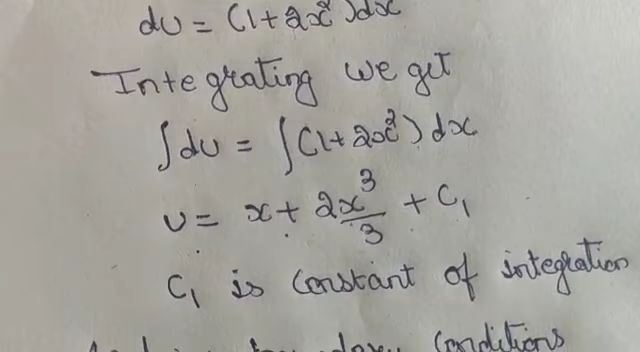 du = (1+2x²)dx
Integrating we get
∫du = ∫(1+2x²) dx
u = x + 2x³/3 + C₁
C₁ is constant of integration
conditions